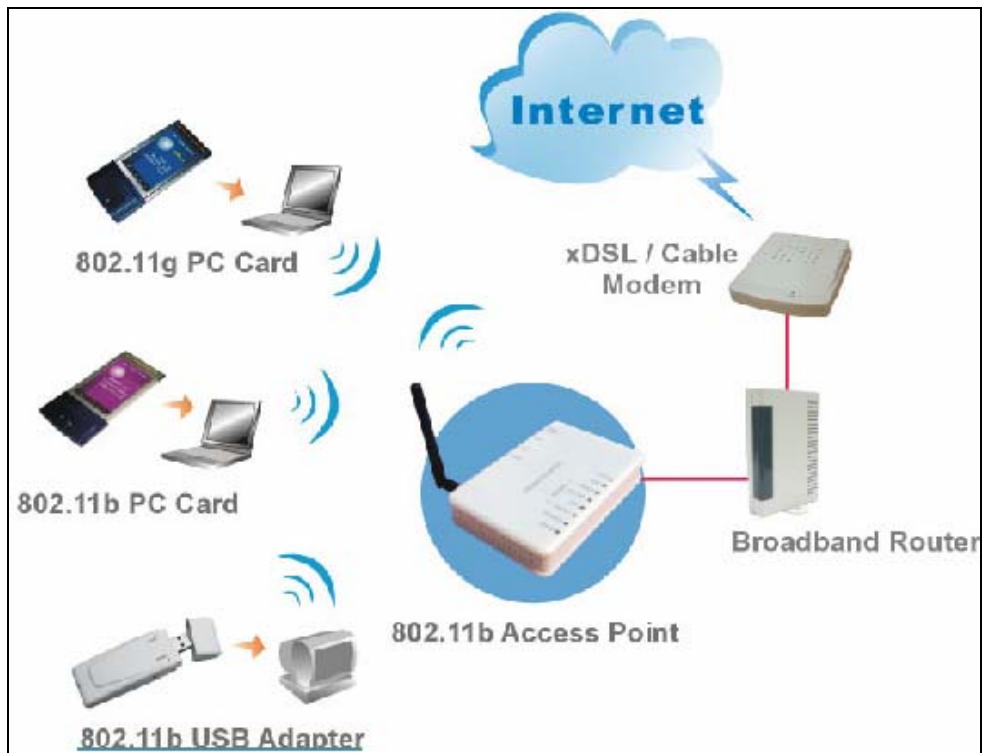 Internet
802.11g PC Card
xDSL / Cable
Modem
802.11b PC Card
Broadband Router
802.11b Access Point
802.11b USB Adapter